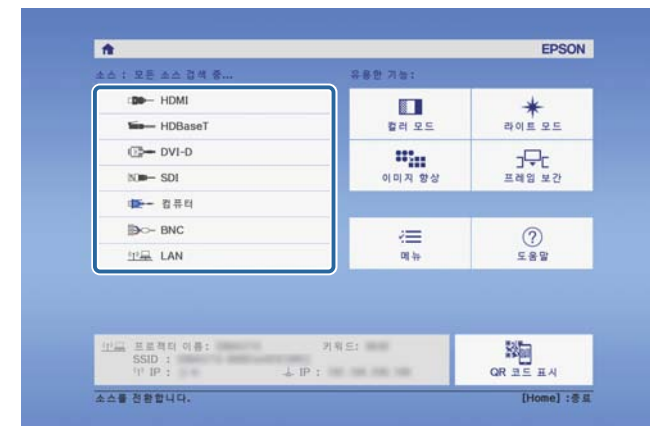 EPSON
소스 : 모든 소스 검색 중...
유용한 기능:
HDMI
HDBaseT
DVI-D
SDI
컴퓨터
BNC
LAN
컬러 모드
라이트 모드
이미지 향상
프레임 보간
메뉴
도움말
프로젝터 이름:
키워드:
SSID :
IP :
IP :
QR 코드 표시
소스를 전환합니다.
[Home] :종료